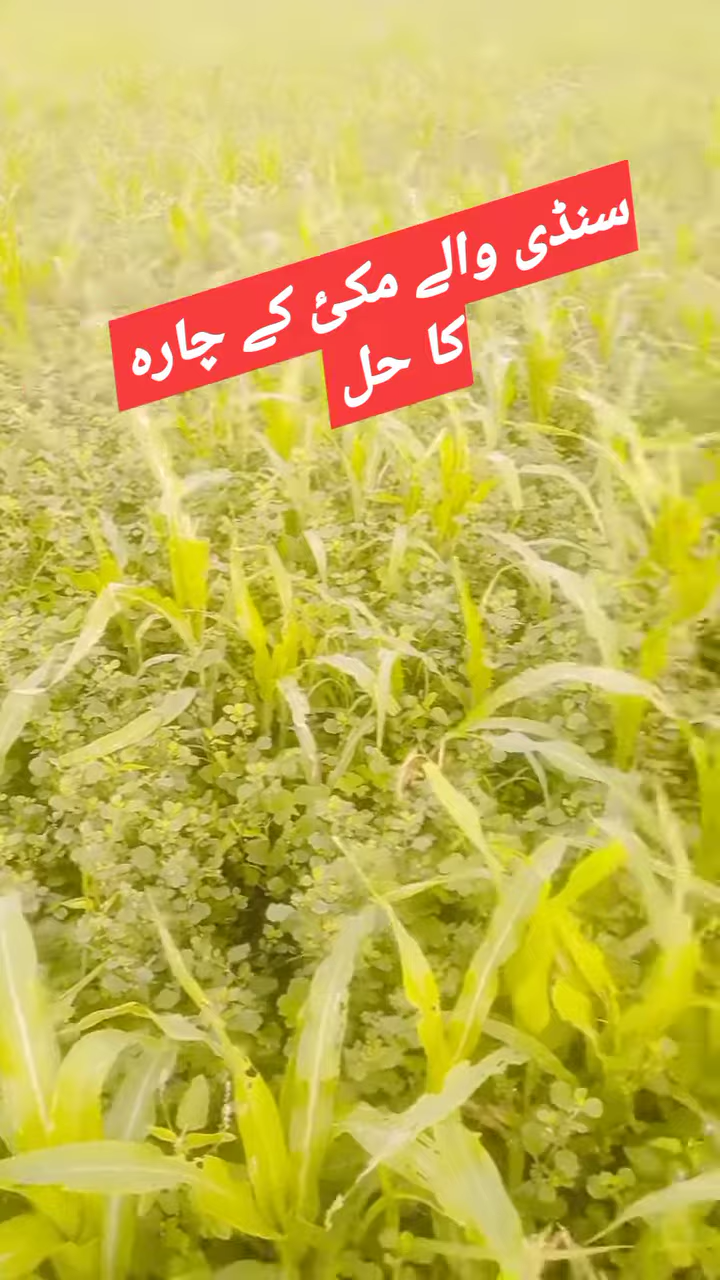 سنڈی والے مکئ کے چارہ
کا حل